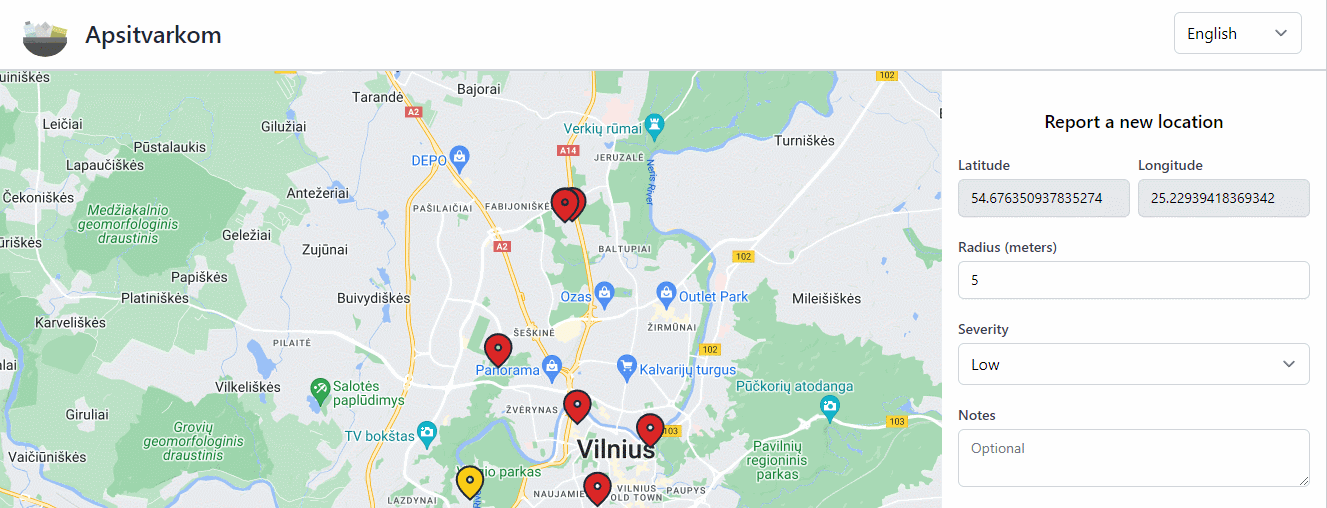 Apsitvarkom
English
uiniškės
Tarandė
Bajorai
102
A2
Leičiai
Gilužiai
Verkių rūmai
Turniškės
Pūstalaukis
A14
JERUZALĖ
Lapaučiškės
DEPO
Neris River
Čekoniškės
Antežeriai
Medžiakalnio
geomorfologinis
draustinis
PAŠILAIČIAI
FABIJONIŠKĖS
Geležiai
ūriškės
Zujūnai
A2
BALTUPIAI
102
Papiškės
Platiniškės
Buivydiškės
Ozas
Outlet Park
Mileišiškės
Karveliškės
ŠEŠKINĖ
ŽIRMŪNAI
PILAITĖ
102
alai
Panorama
Kalvarijų turgus
Vilkeliškės
Salotės
paplūdimys
Pūčkorių atodanga
Giruliai
ŽVĖRYNAS
Grovių
geomorfologinis
draustinis
TV bokštas
103
103
Vilnius
Pavilnių
regioninis
parkas
Vaičiūniškės
parkas
LAZDYNAI
NAUJAMI
VILNIUS
OLD TOWN
PAUPYS
Report a new location
Latitude
Longitude
54.676350937835274
25.22939418369342
Radius (meters)
5
Severity
Low
Notes
Optional